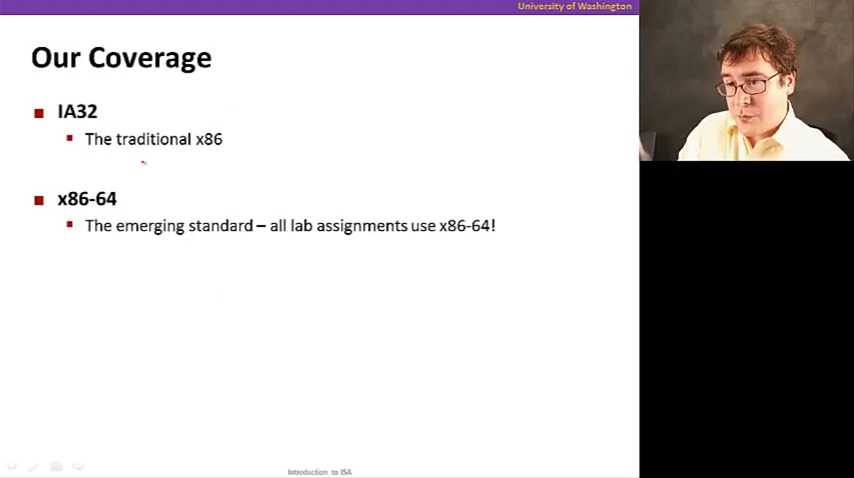 University of Washington
Our Coverage
IA32
The traditional x86
x86-64
The emerging standard – all lab assignments use x86-64!
Introduction to ISA